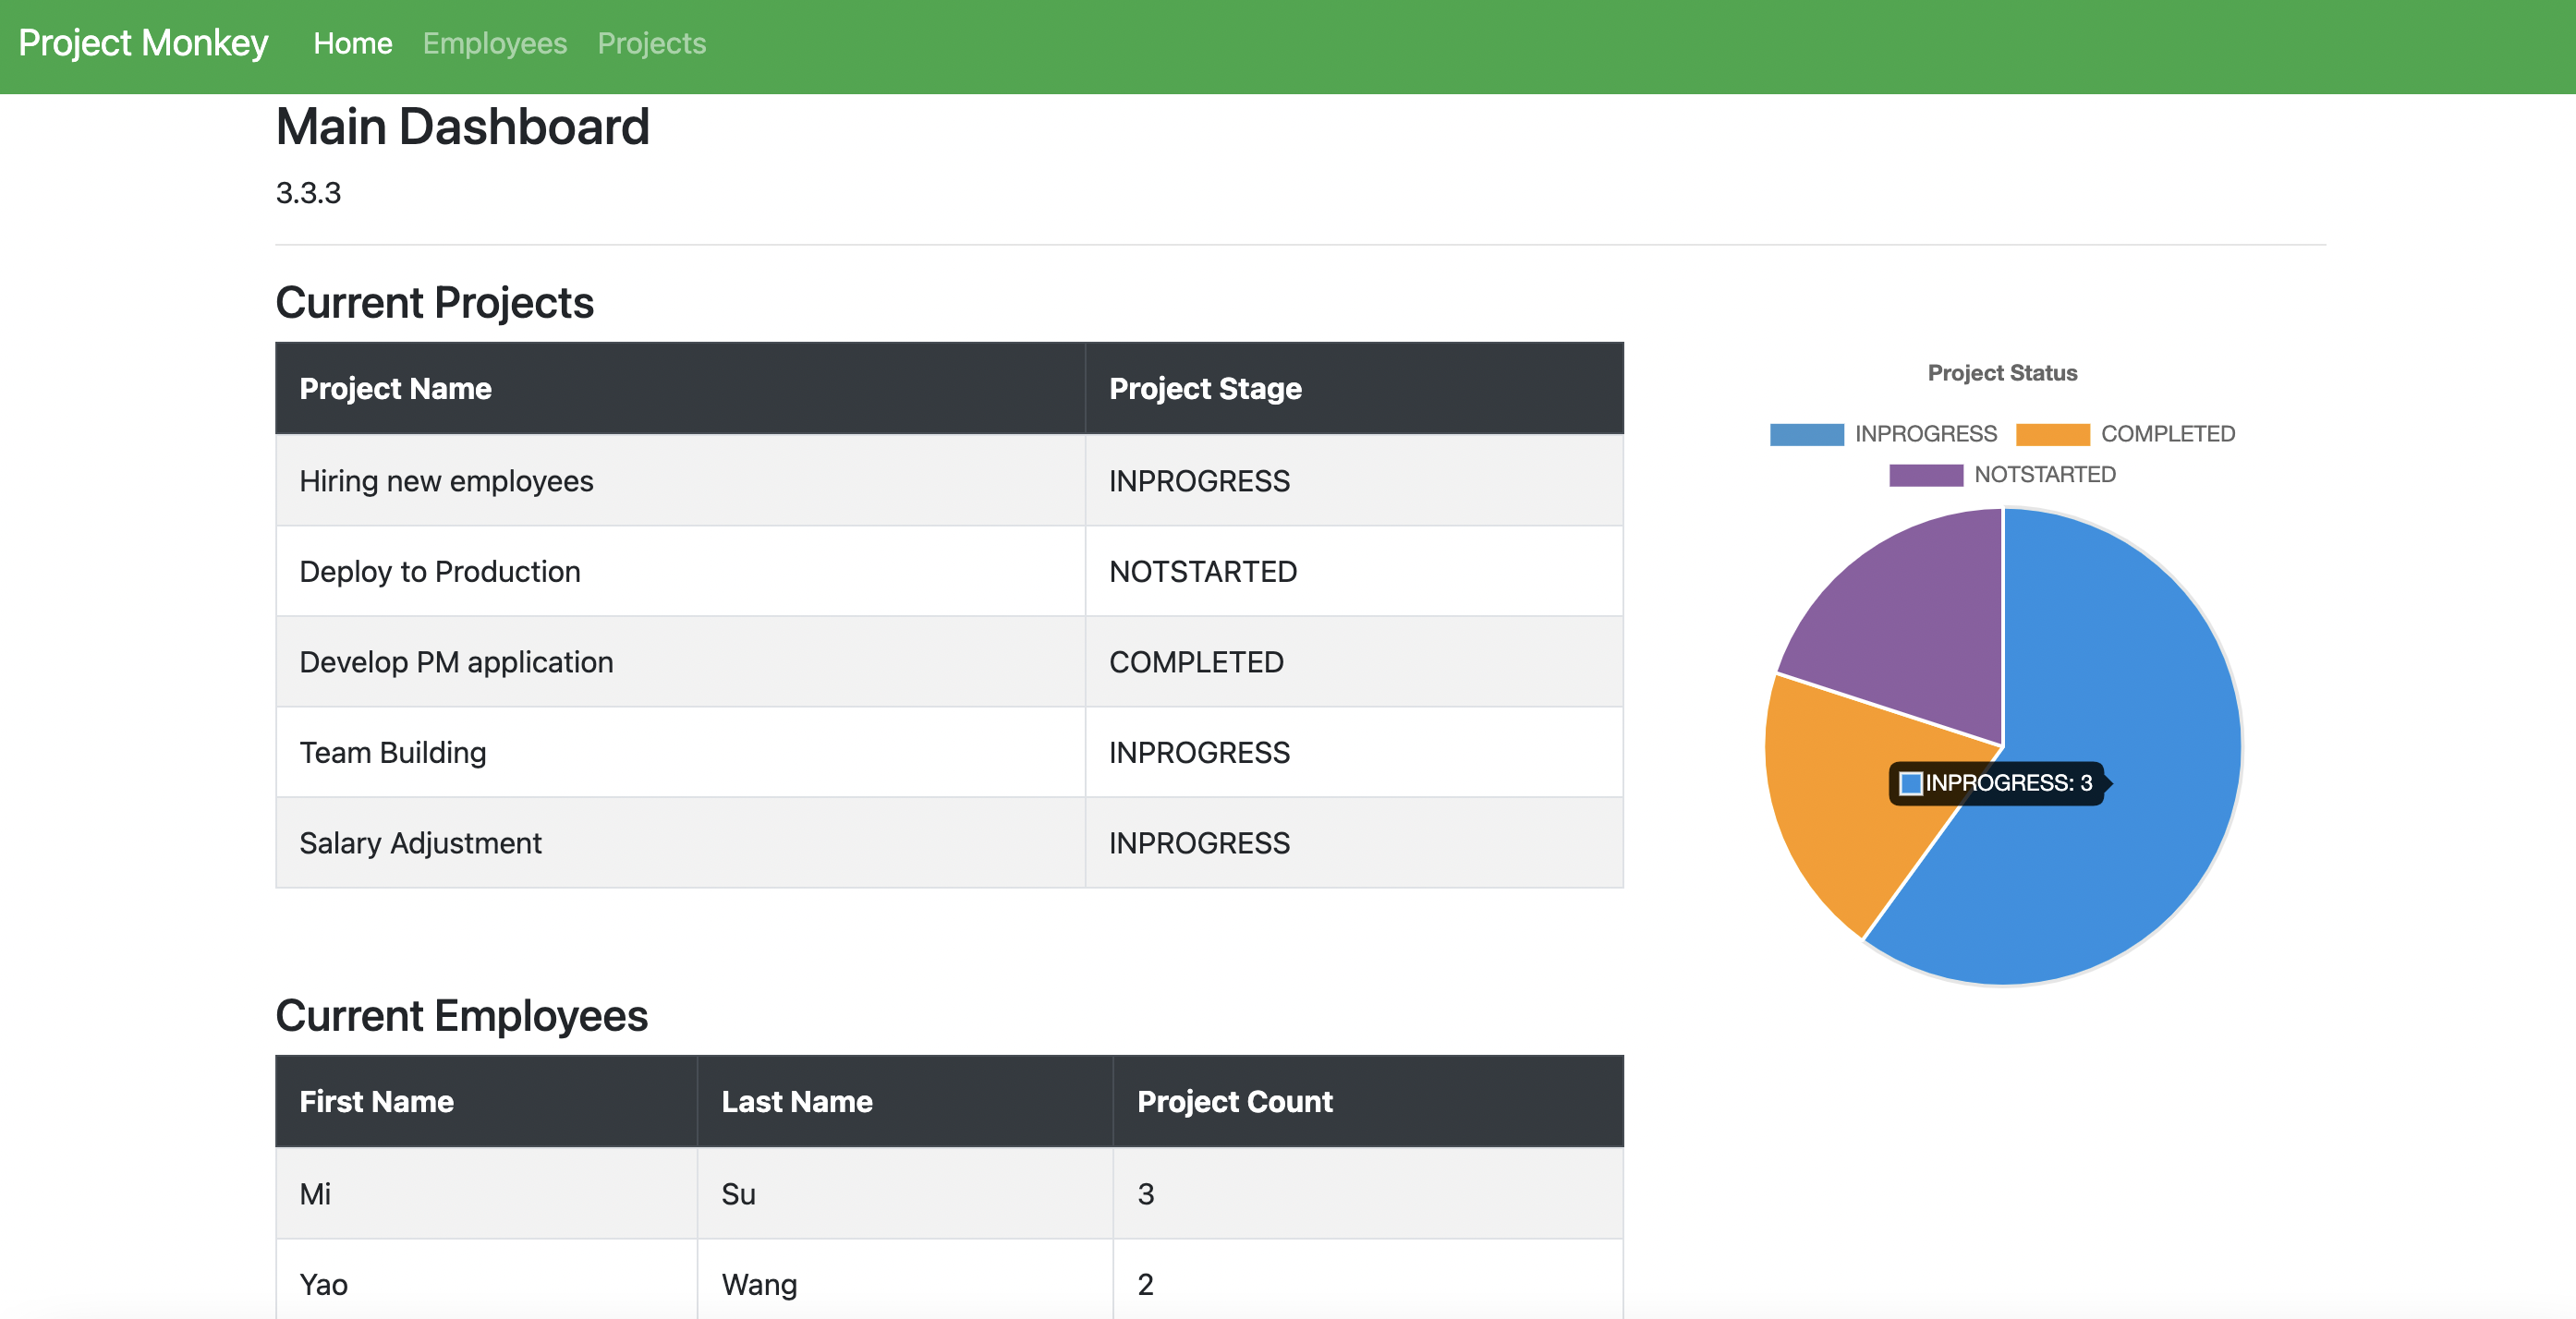 Project Monkey Home Employees Projects
Main Dashboard
3.3.3
Current Projects
Project Name Project Stage
Hiring new employees INPROGRESS
Deploy to Production NOTSTARTED
Develop PM application COMPLETED
Team Building INPROGRESS
Salary Adjustment INPROGRESS
Project Status
INPROGRESS COMPLETED
NOTSTARTED
INPROGRESS: 3
Current Employees
First Name Last Name Project Count
Mi Su 3
Yao Wang 2